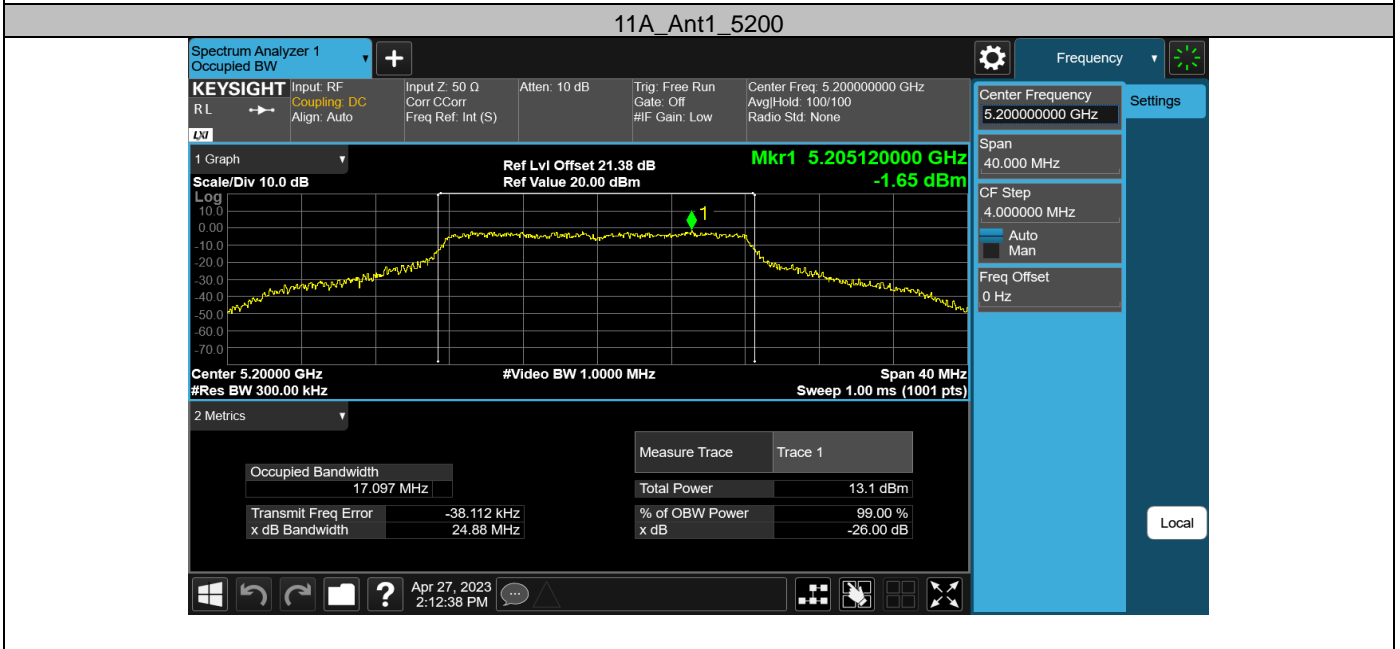 11A_Ant1_5200
Spectrum Analyzer 1
Occupied BW
+
Frequency
KEYSIGHT
R L
LXI
Input: RF
Coupling: DC
Align: Auto
Input Z: 50 Ω
Corr CCorr
Freq Ref: Int (S)
Atten: 10 dB
Trig: Free Run
Gate: Off
#IF Gain: Low
Center Freq: 5.200000000 GHz
Avg|Hold: 100/100
Radio Std: None
Center Frequency
5.200000000 GHz
Settings
Span
40.000 MHz
CF Step
4.000000 MHz
Auto
Man
Freq Offset
0 Hz
Local
1 Graph
Scale/Div 10.0 dB
Ref Lvl Offset 21.38 dB
Ref Value 20.00 dBm
Mkr1 5.205120000 GHz
-1.65 dBm
Log
10.0
0.00
-10.0
-20.0
-30.0
-40.0
-50.0
-60.0
-70.0
1
Center 5.20000 GHz
#Video BW 1.0000 MHz
Span 40 MHz
#Res BW 300.00 kHz
Sweep 1.00 ms (1001 pts)
2 Metrics
Measure Trace Trace 1
Occupied Bandwidth
17.097 MHz
Total Power 13.1 dBm
Transmit Freq Error -38.112 kHz
% of OBW Power 99.00 %
x dB Bandwidth 24.88 MHz
x dB -26.00 dB
?
Apr 27, 2023
2:12:38 PM